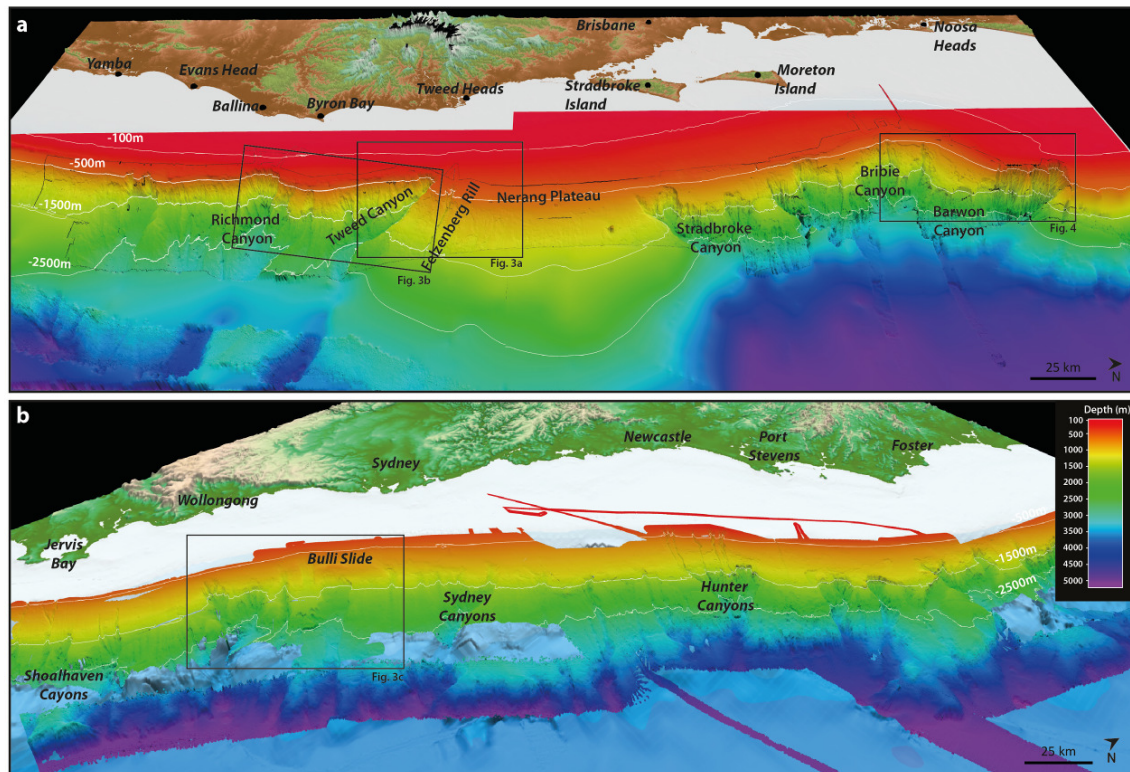 a
Brisbane
Noosa
Heads
Yamba
Evans Head
Moreton
Island
Stradbroke
Island
Tweed Heads
Ballina
Byron Bay
-100m
-500m
Bribie
Canyon
Nerang Plateau
-1500m
Tweed Canyon
Felzenberg Rill
Richmond
Canyon
Barwon
Canyon
Stradbroke
Canyon
Fig. 4
-2500m
Fig. 3a
Fig. 3b
25 km
N
b
Depth (m)
100
500
1000
1500
2000
2500
3000
3500
4000
4500
5000
Newcastle
Port
Stevens
Foster
Sydney
Wollongong
-500m
Jervis
Bay
Bulli Slide
-1500m
-2500m
Sydney
Canyons
Hunter
Canyons
Shoalhaven
Cayons
Fig. 3c
25 km
N